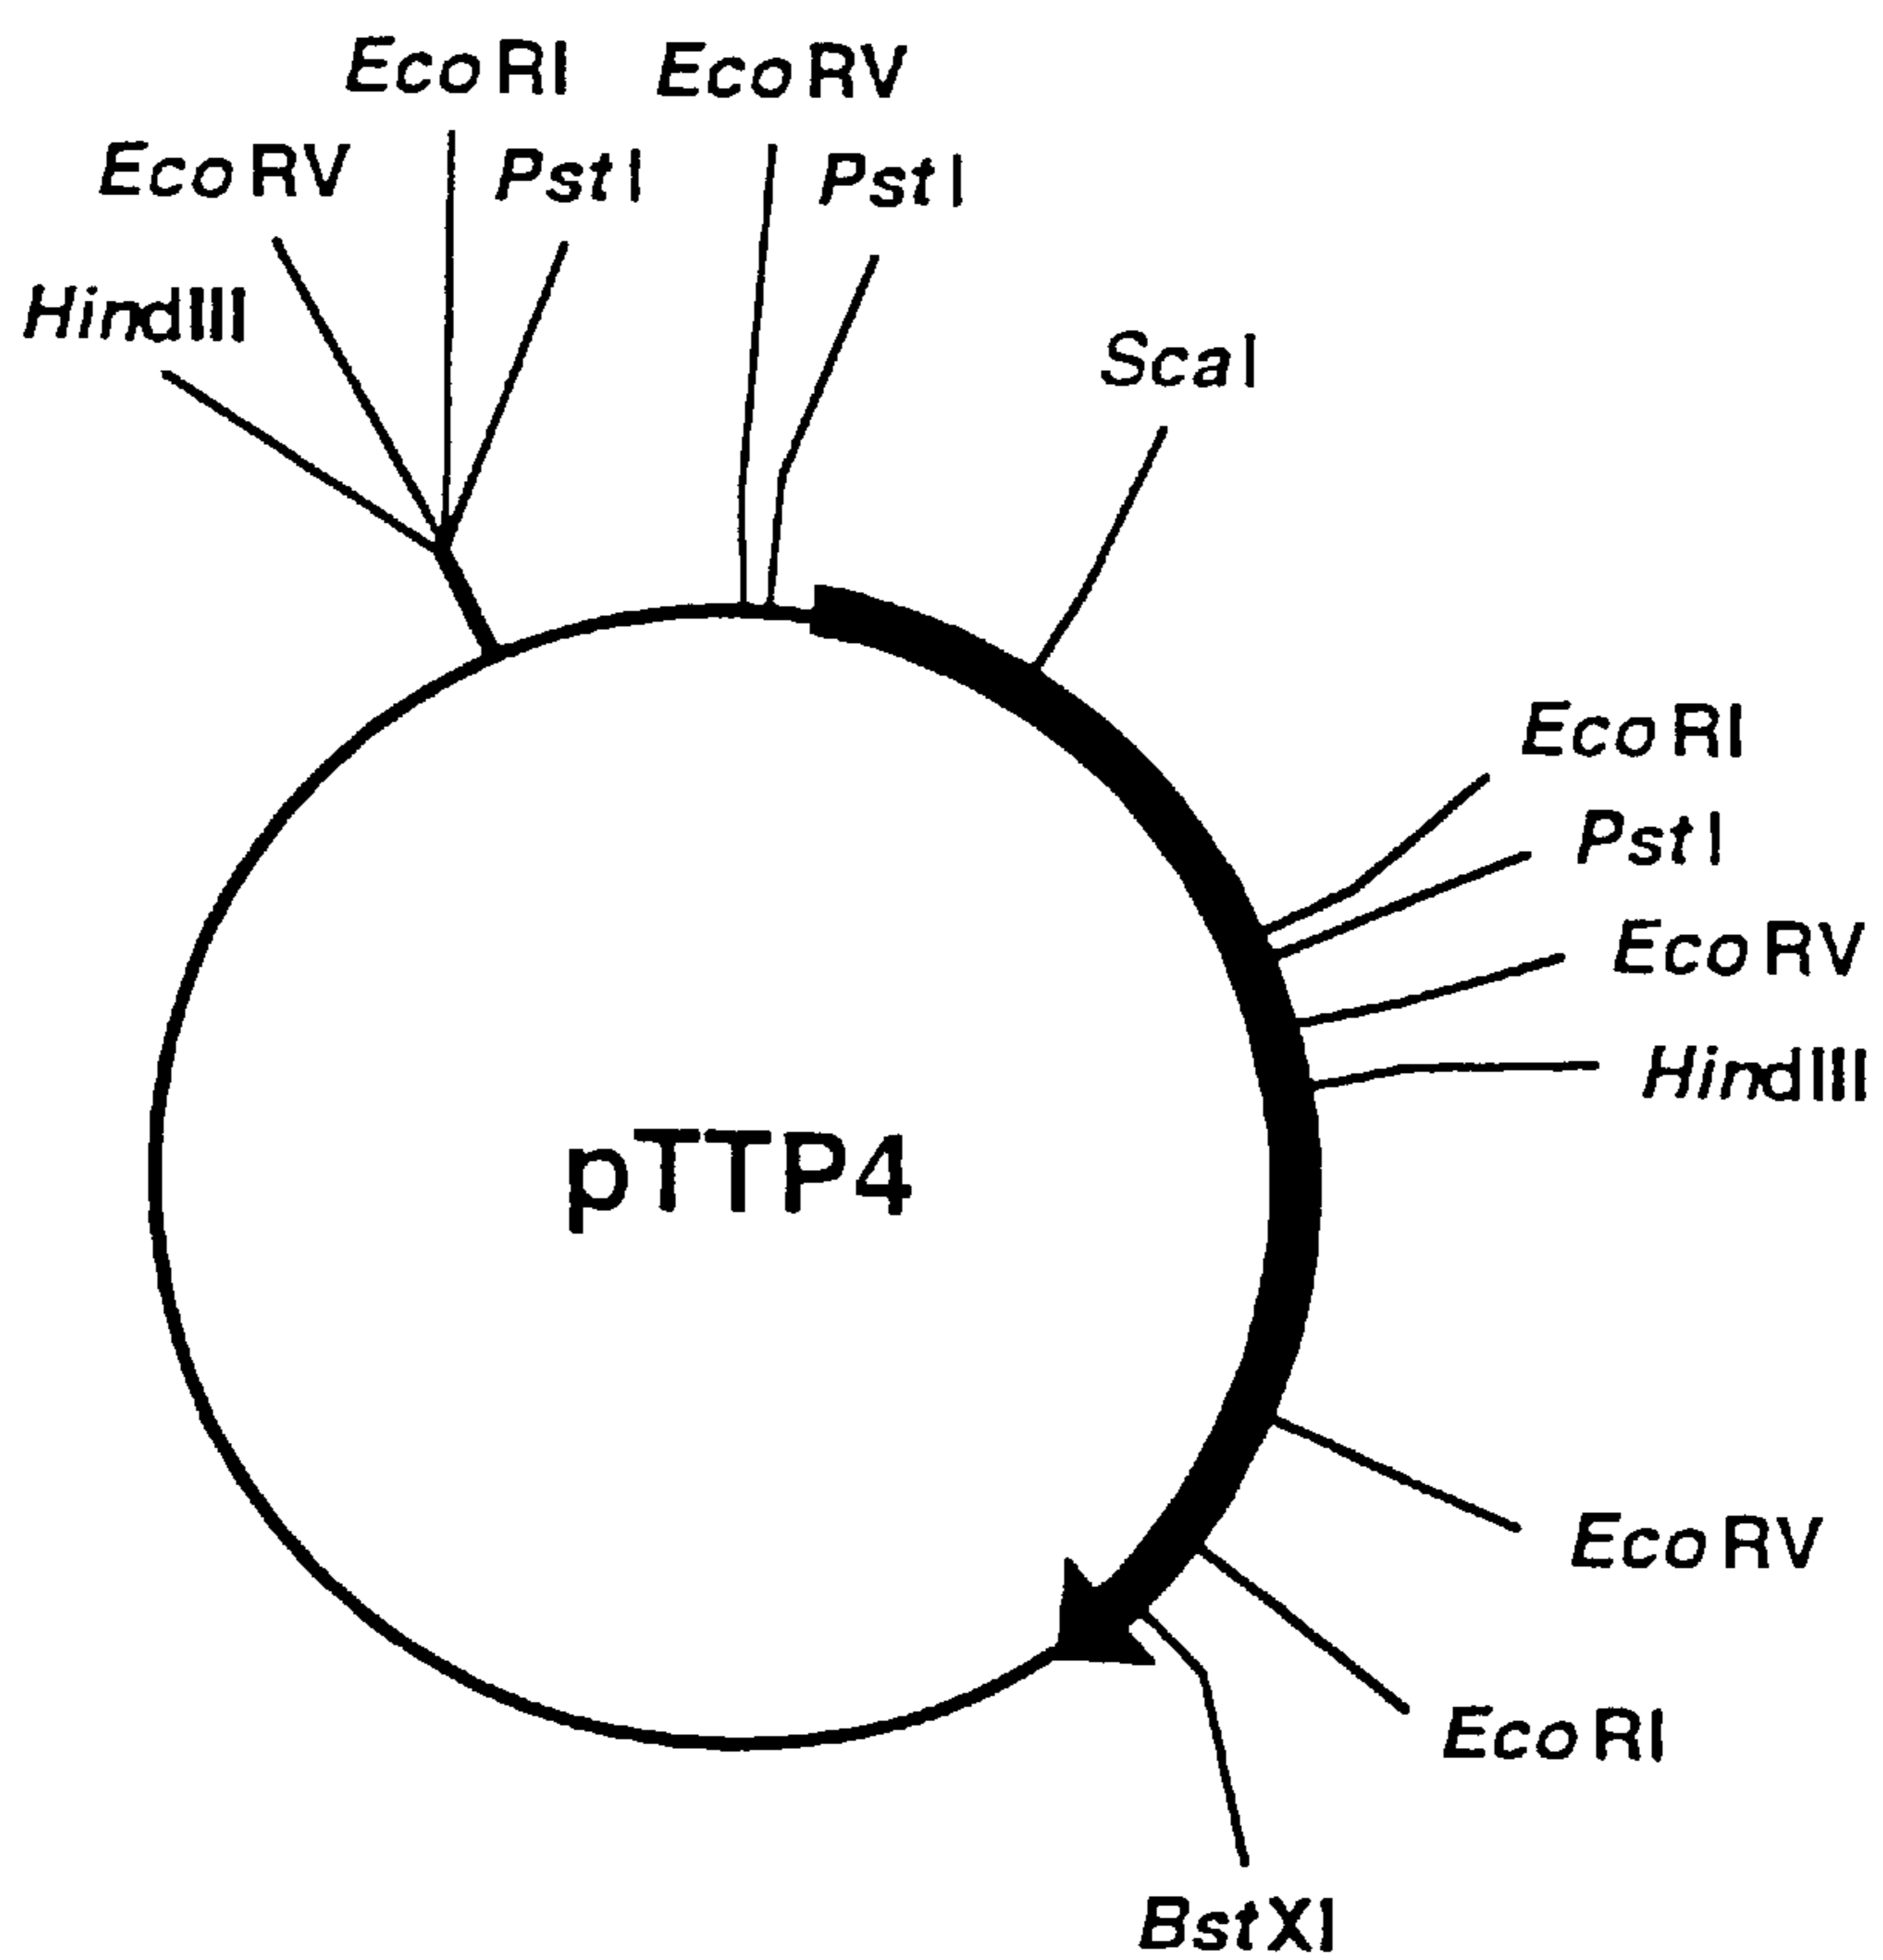 EcoRI
EcoRV
EcoRV
PstI
PstI
HindIII
ScaI
EcoRI
PstI
EcoRV
HindIII
pTTP4
EcoRV
EcoRI
BstXI